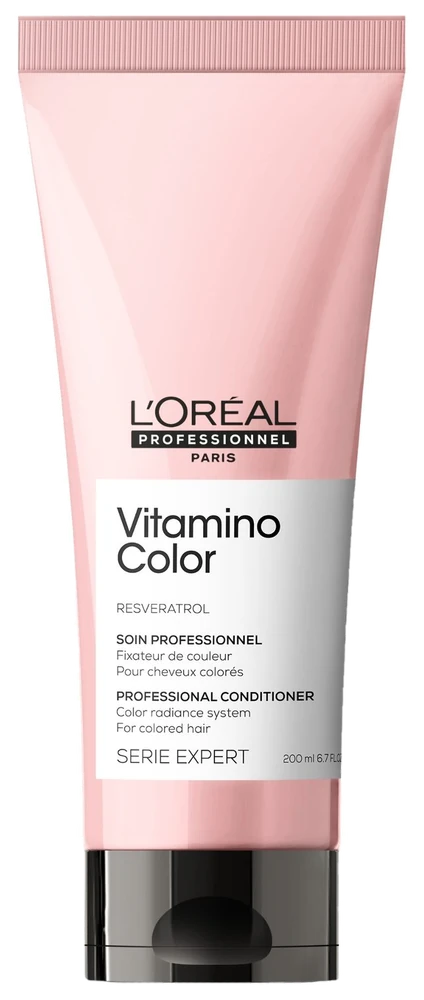 L'ORÉAL
PROFESSIONNEL
PARIS
Vitamino
Color
RESVERATROL
SOIN PROFESSIONNEL
Fixateur de couleur
Pour cheveux colorés
PROFESSIONAL CONDITIONER
Color radiance system
For colored hair
SERIE EXPERT 200 ml 6.7 FL.